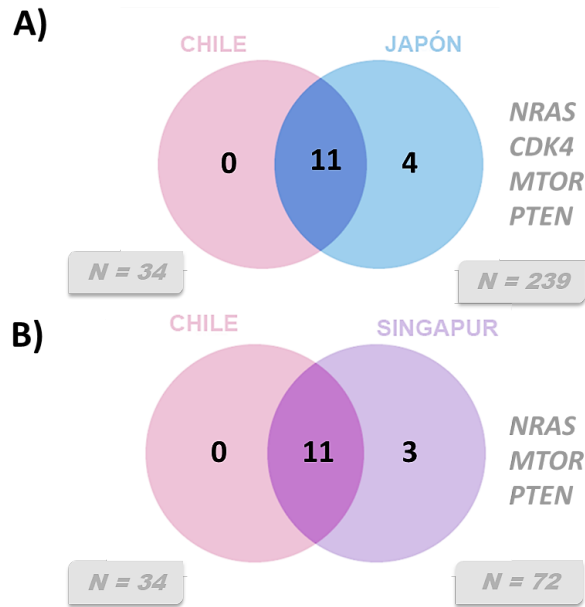 A)
CHILE
JAPÓN
0
11
4
NRAS
CDK4
MTOR
PTEN
N = 34
N = 239
B)
CHILE
SINGAPUR
0
11
3
NRAS
MTOR
PTEN
N = 34
N = 72